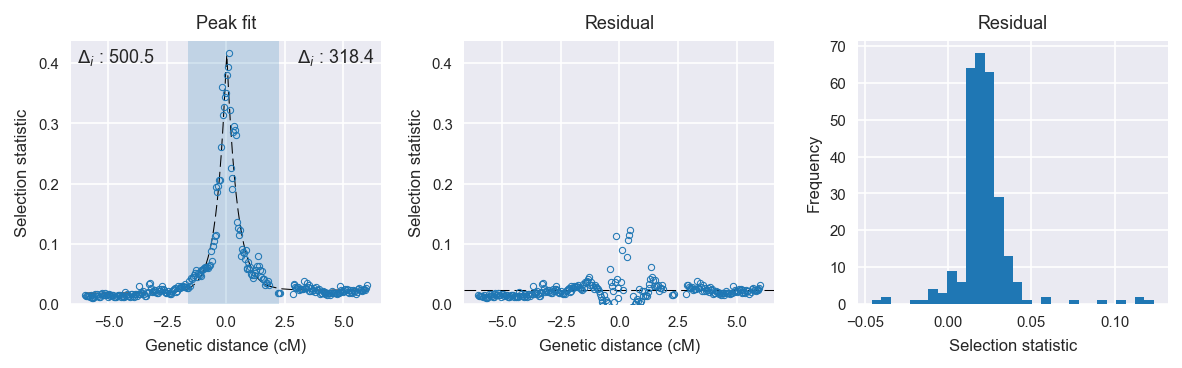 Peak fit
Δi : 500.5
Δi : 318.4
Selection statistic
0.4
0.3
0.2
0.1
0.0
−5.0 −2.5 0.0 2.5 5.0
Genetic distance (cM)
Residual
Selection statistic
0.4
0.3
0.2
0.1
0.0
−5.0 −2.5 0.0 2.5 5.0
Genetic distance (cM)
Residual
Frequency
70
60
50
40
30
20
10
0
−0.05 0.00 0.05 0.10
Selection statistic